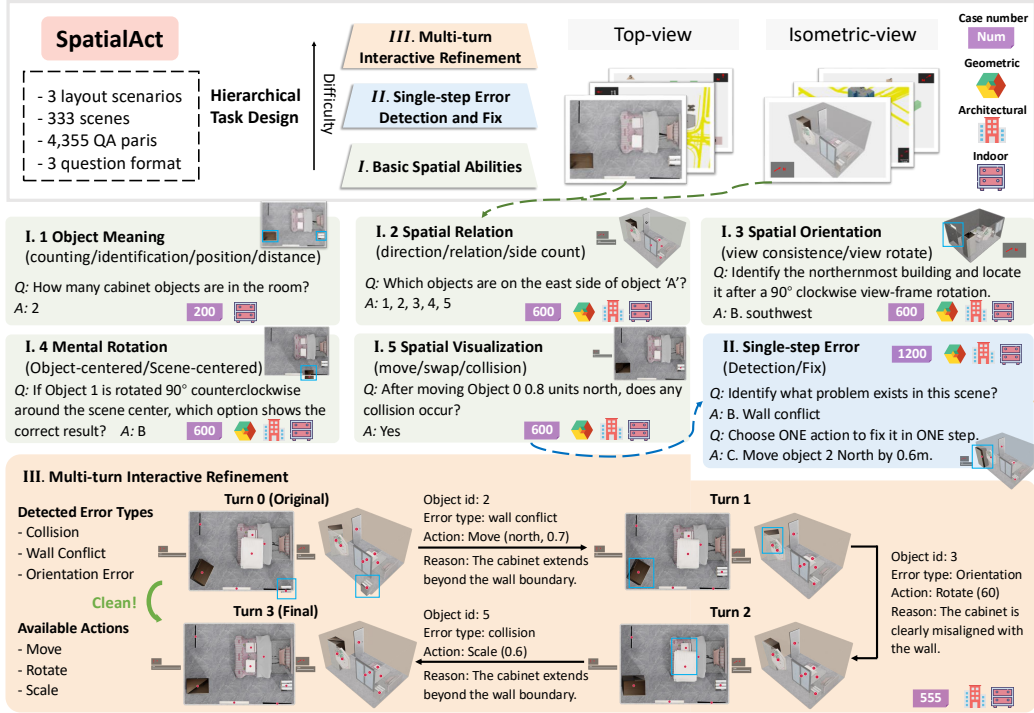 SpatialAct
- 3 layout scenarios
- 333 scenes
- 4,355 QA paris
- 3 question format
Hierarchical
Task Design
Difficulty
III. Multi-turn
Interactive Refinement
II. Single-step Error
Detection and Fix
I. Basic Spatial Abilities
Top-view
Isometric-view
Case number
Num
Geometric
Architectural
Indoor
I. 1 Object Meaning
(counting/identification/position/distance)
Q: How many cabinet objects are in the room?
A: 2
200
I. 2 Spatial Relation
(direction/relation/side count)
Q: Which objects are on the east side of object 'A'?
A: 1, 2, 3, 4, 5
600
I. 3 Spatial Orientation
(view consistence/view rotate)
Q: Identify the northernmost building and locate
it after a 90° clockwise view-frame rotation.
A: B. southwest
600
I. 4 Mental Rotation
(Object-centered/Scene-centered)
Q: If Object 1 is rotated 90° counterclockwise
around the scene center, which option shows the
correct result? A: B
600
I. 5 Spatial Visualization
(move/swap/collision)
Q: After moving Object 0 0.8 units north, does any
collision occur?
A: Yes
600
II. Single-step Error
(Detection/Fix)
1200
Q: Identify what problem exists in this scene?
A: B. Wall conflict
Q: Choose ONE action to fix it in ONE step.
A: C. Move object 2 North by 0.6m.
III. Multi-turn Interactive Refinement
Detected Error Types
- Collision
- Wall Conflict
- Orientation Error
Clean!
Available Actions
- Move
- Rotate
- Scale
Turn 0 (Original)
Object id: 2
Error type: wall conflict
Action: Move (north, 0.7)
Reason: The cabinet extends
beyond the wall boundary.
Turn 1
Object id: 3
Error type: Orientation
Action: Rotate (60)
Reason: The cabinet is
clearly misaligned with
the wall.
Turn 2
Object id: 5
Error type: collision
Action: Scale (0.6)
Reason: The cabinet extends
beyond the wall boundary.
Turn 3 (Final)
555